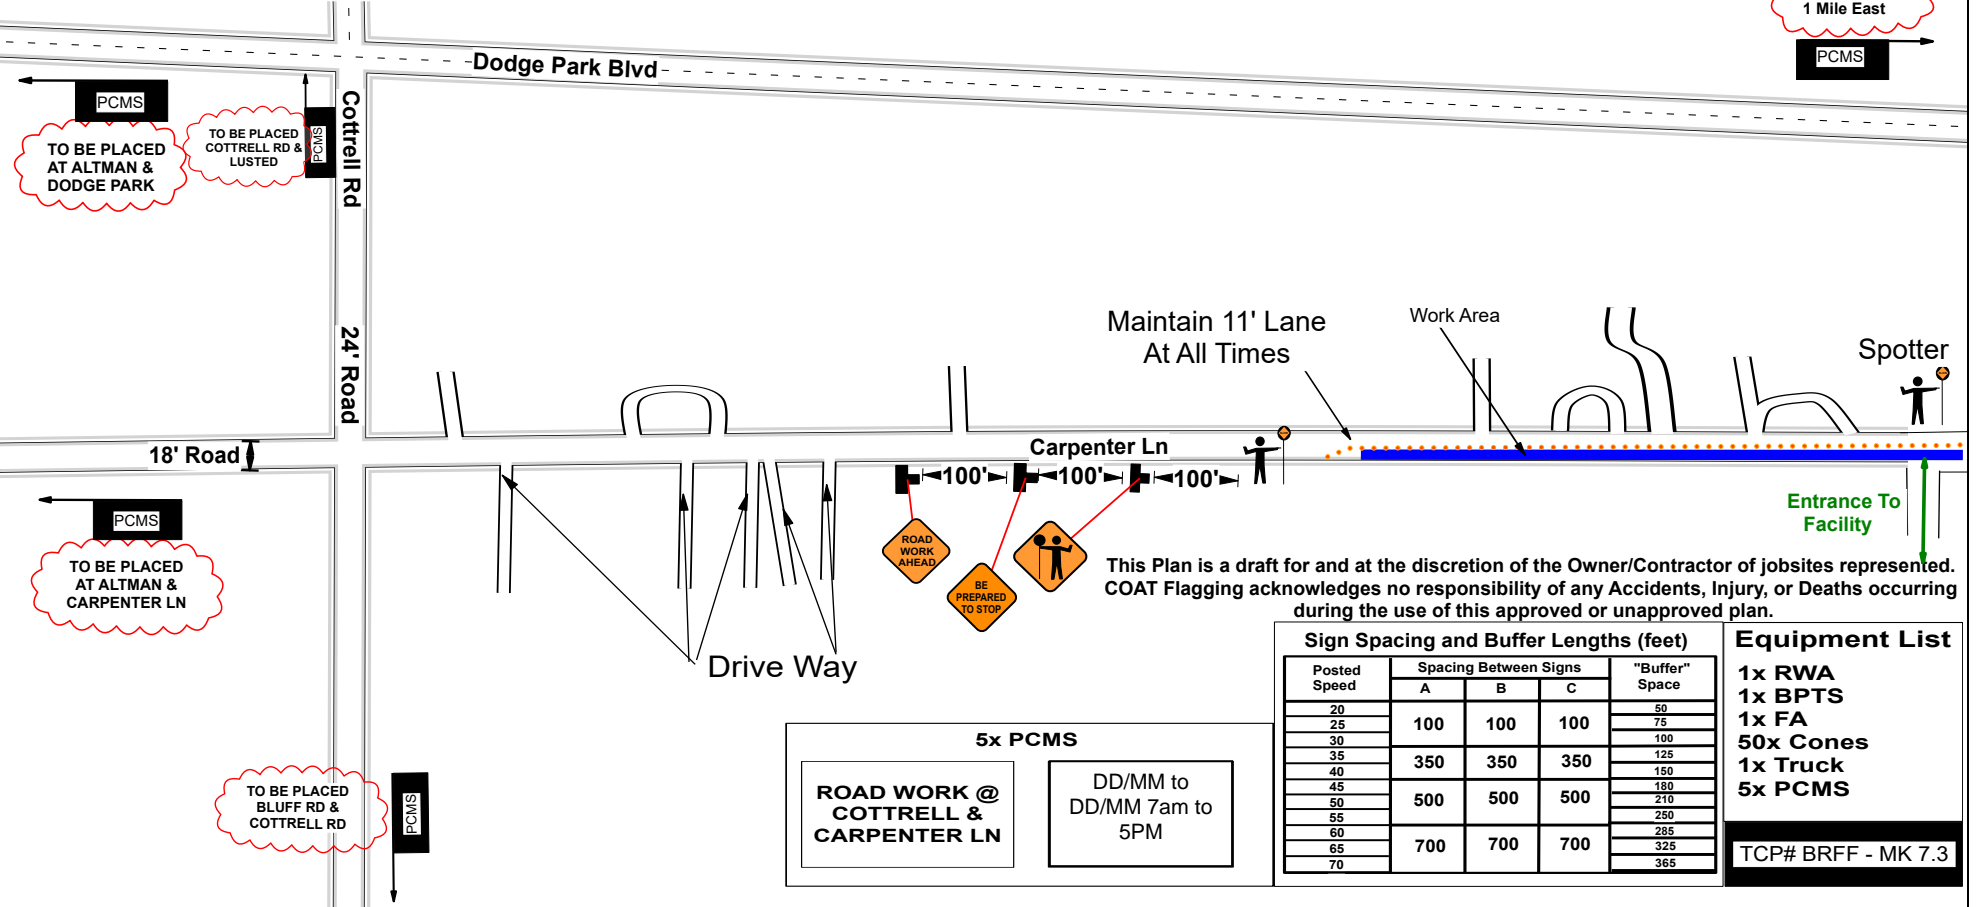 1 Mile East
PCMS
Dodge Park Blvd
PCMS
TO BE PLACED
AT ALTMAN &
DODGE PARK
TO BE PLACED
COTTRELL RD &
LUSTED
PCMS
Cottrell Rd
24' Road
18' Road
Maintain 11' Lane
At All Times
Work Area
Spotter
Carpenter Ln
100'
100'
100'
PCMS
TO BE PLACED
AT ALTMAN &
CARPENTER LN
ROAD
WORK
AHEAD
BE
PREPARED
TO STOP
Entrance To
Facility
Drive Way
This Plan is a draft for and at the discretion of the Owner/Contractor of jobsites represented.
COAT Flagging acknowledges no responsibility of any Accidents, Injury, or Deaths occurring
during the use of this approved or unapproved plan.
TO BE PLACED
BLUFF RD &
COTTRELL RD
PCMS
5x PCMS
ROAD WORK @
COTTRELL &
CARPENTER LN
DD/MM to
DD/MM 7am to
5PM
Sign Spacing and Buffer Lengths (feet)
Posted
Speed
Spacing Between Signs
A B C
"Buffer"
Space
20 50
25 100 100 100 75
30 100
35 125
350 350 350
40 150
45 180
50 500 500 500 210
55 250
60 285
65 700 700 700 325
70 365
Equipment List
1x RWA
1x BPTS
1x FA
50x Cones
1x Truck
5x PCMS
TCP# BRFF - MK 7.3